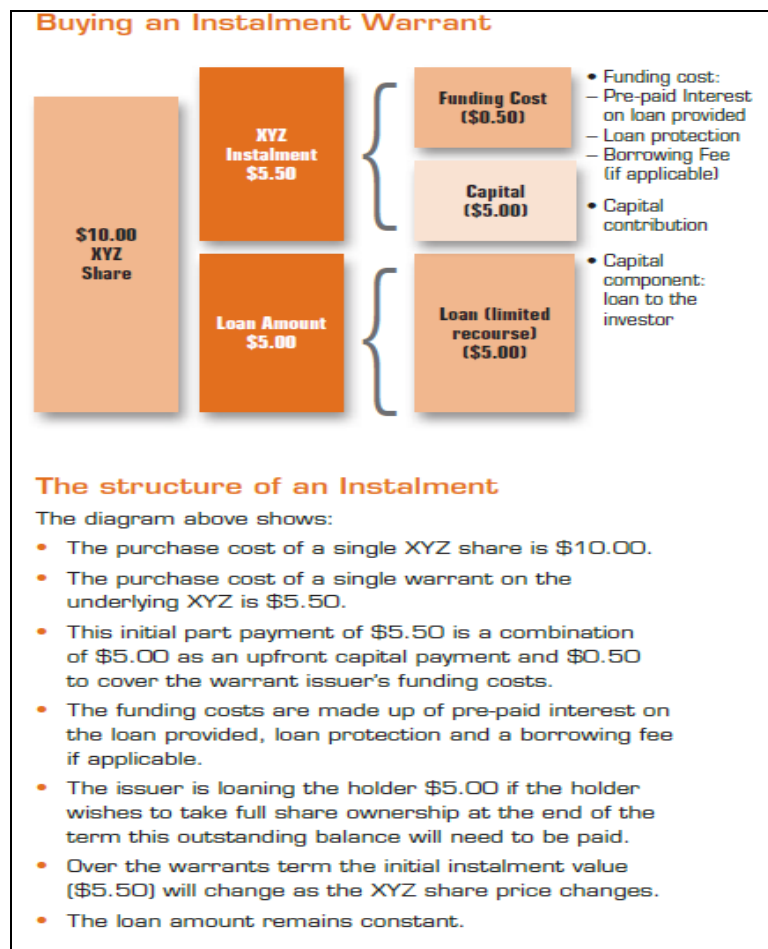 Buying an Instalment Warrant
$10.00
XYZ
Share
XYZ
Instalment
$5.50
Loan Amount
$5.00
Funding Cost
($0.50)
Capital
($5.00)
Loan (limited
recourse)
($5.00)
• Funding cost:
– Pre-paid Interest
on loan provided
– Loan protection
– Borrowing Fee
(if applicable)
• Capital
contribution
• Capital
component:
loan to the
investor
The structure of an Instalment
The diagram above shows:
• The purchase cost of a single XYZ share is $10.00.
• The purchase cost of a single warrant on the
underlying XYZ is $5.50.
• This initial part payment of $5.50 is a combination
of $5.00 as an upfront capital payment and $0.50
to cover the warrant issuer's funding costs.
• The funding costs are made up of pre-paid interest on
the loan provided, loan protection and a borrowing fee
if applicable.
• The issuer is loaning the holder $5.00 if the holder
wishes to take full share ownership at the end of the
term this outstanding balance will need to be paid.
• Over the warrants term the initial instalment value
($5.50) will change as the XYZ share price changes.
• The loan amount remains constant.